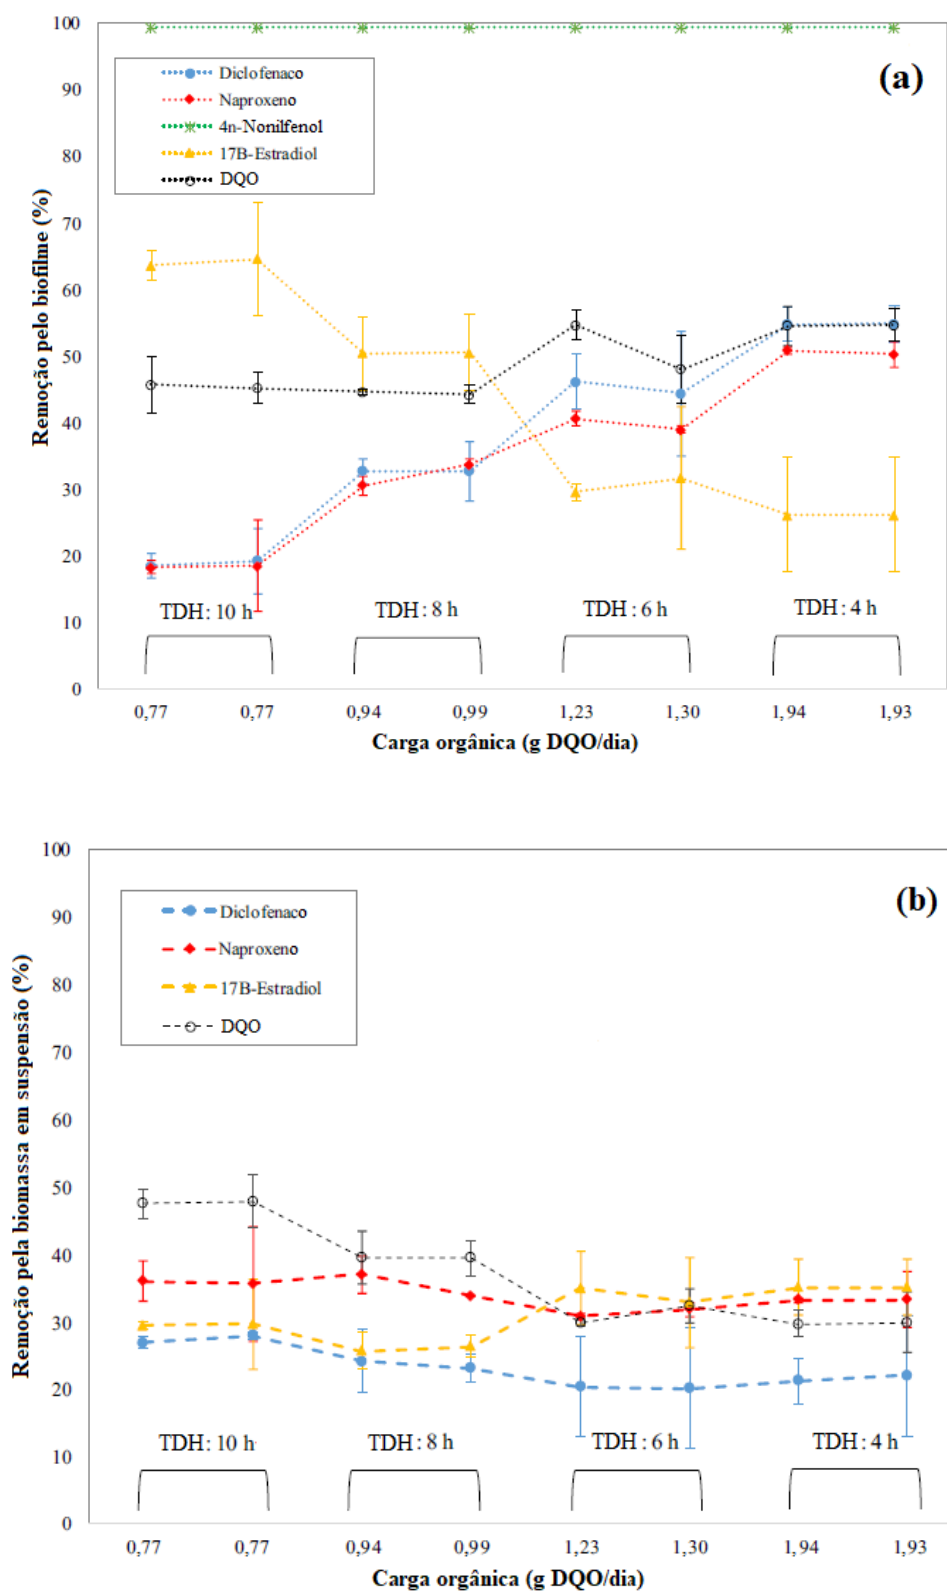 (a)
Remoção pelo biofilme (%)
100
90
80
70
60
50
40
30
20
10
0
Diclofenaco
Naproxeno
4n-Nonilfenol
17B-Estradiol
DQO
TDH: 10 h
TDH: 8 h
TDH: 6 h
TDH: 4 h
0,77 0,77 0,94 0,99 1,23 1,30 1,94 1,93
Carga orgânica (g DQO/dia)
(b)
Remoção pela biomassa em suspensão (%)
100
90
80
70
60
50
40
30
20
10
0
Diclofenaco
Naproxeno
17B-Estradiol
DQO
TDH: 10 h
TDH: 8 h
TDH: 6 h
TDH: 4 h
0,77 0,77 0,94 0,99 1,23 1,30 1,94 1,93
Carga orgânica (g DQO/dia)